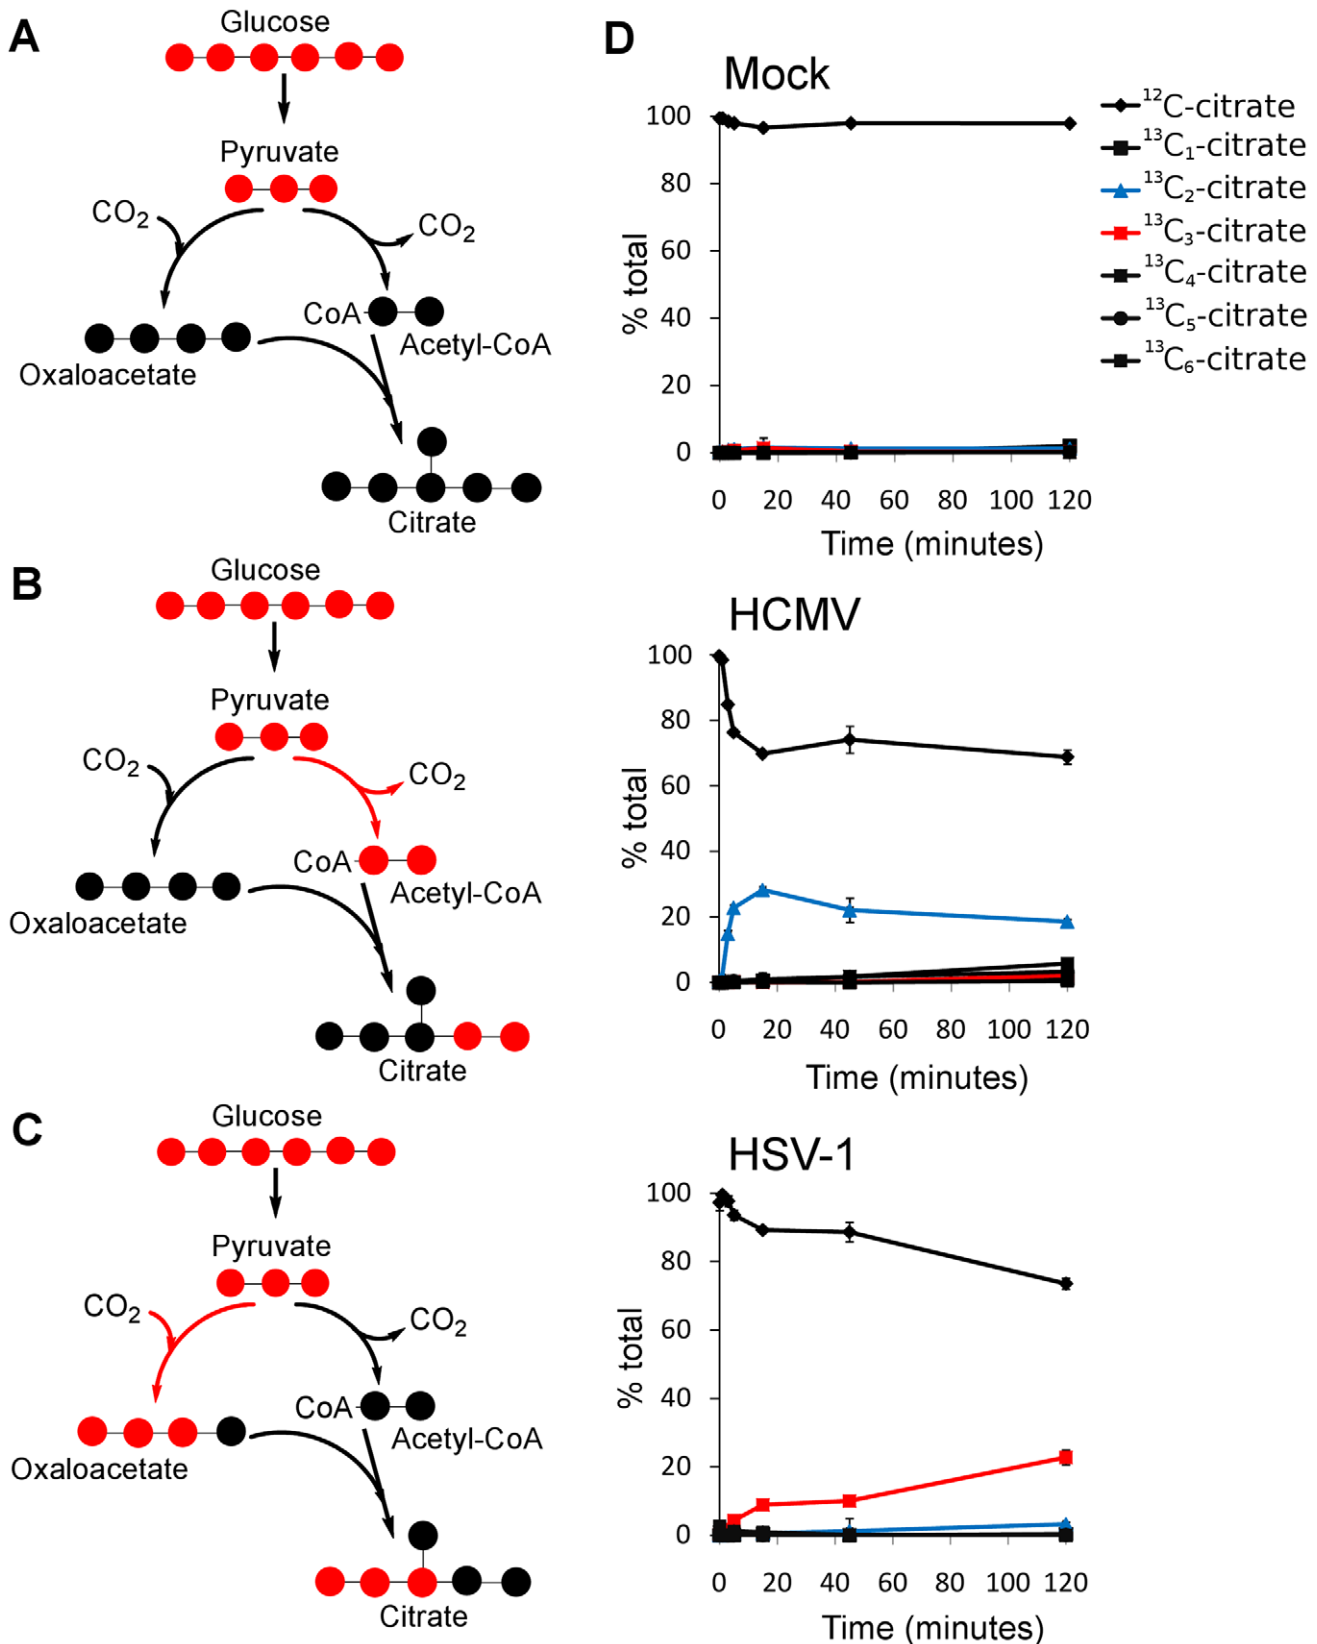 A
Glucose
Pyruvate
CO2
CO2
CoA
Acetyl-CoA
Oxaloacetate
Citrate
B
Glucose
Pyruvate
CO2
CO2
CoA
Acetyl-CoA
Oxaloacetate
Citrate
C
Glucose
Pyruvate
CO2
CO2
CoA
Acetyl-CoA
Oxaloacetate
Citrate
D
Mock
100
80
60
40
20
0
% total
0 20 40 60 80 100 120
Time (minutes)
12C-citrate
13C1-citrate
13C2-citrate
13C3-citrate
13C4-citrate
13C5-citrate
13C6-citrate
HCMV
100
80
60
40
20
0
% total
0 20 40 60 80 100 120
Time (minutes)
HSV-1
100
80
60
40
20
0
% total
0 20 40 60 80 100 120
Time (minutes)